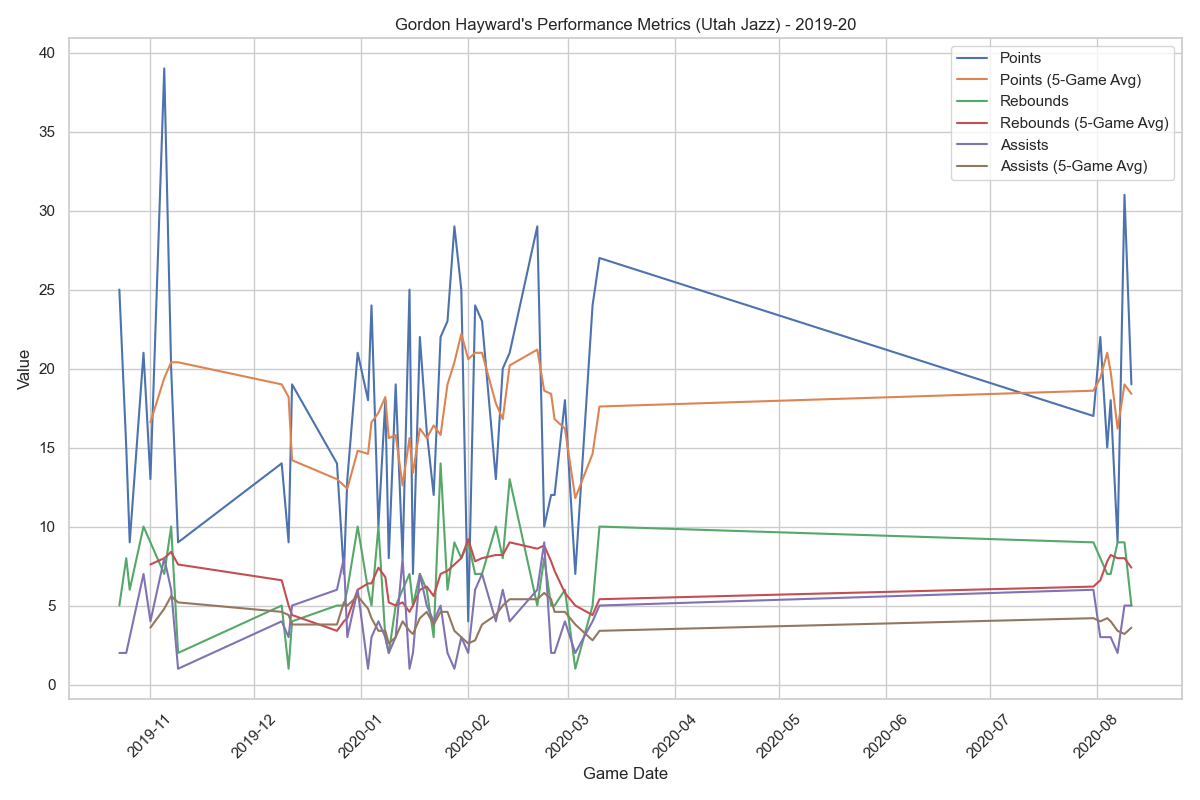 Gordon Hayward's Performance Metrics (Utah Jazz) - 2019-20
40
35
30
25
20
15
10
5
0
Value
Points
Points (5-Game Avg)
Rebounds
Rebounds (5-Game Avg)
Assists
Assists (5-Game Avg)
2019-11
2019-12
2020-01
2020-02
2020-03
2020-04
2020-05
2020-06
2020-07
2020-08
Game Date